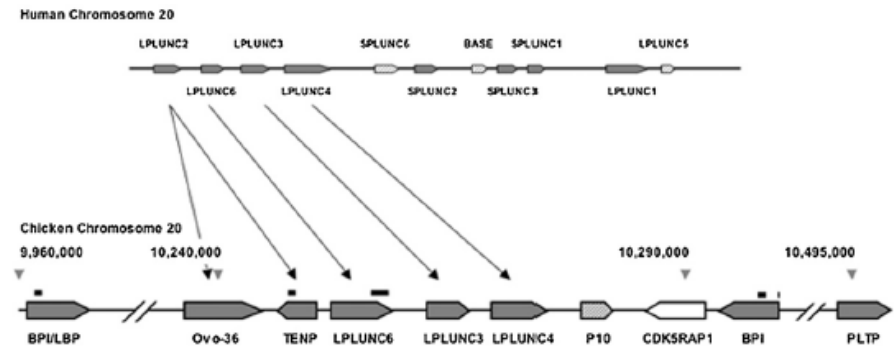 Human Chromosome 20
LPLUNC2 LPLUNC3 SPLUNC6 BASE SPLUNC1 LPLUNC5
LPLUNC6 LPLUNC4 SPLUNC2 SPLUNC3 LPLUNC1
Chicken Chromosome 20
9,960,000 10,240,000 10,290,000 10,495,000
BPI/LBP Ovo-36 TENP LPLUNC6 LPLUNC3 LPLUNC4 P10 CDK5RAP1 BPI PLTP